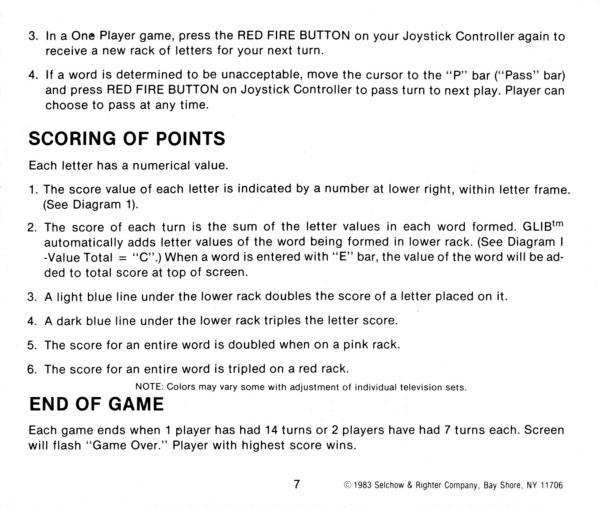 3. In a One Player game, press the RED FIRE BUTTON on your Joystick Controller again to
receive a new rack of letters for your next turn.
4. If a word is determined to be unacceptable, move the cursor to the "P" bar ("Pass" bar)
and press RED FIRE BUTTON on Joystick Controller to pass turn to next play. Player can
choose to pass at any time.
SCORING OF POINTS
Each letter has a numerical value.
1. The score value of each letter is indicated by a number at lower right, within letter frame.
(See Diagram 1).
2. The score of each turn is the sum of the letter values in each word formed. GLIBtm
automatically adds letter values of the word being formed in lower rack. (See Diagram I
-Value Total = "C".) When a word is entered with "E" bar, the value of the word will be ad-
ded to total score at top of screen.
3. A light blue line under the lower rack doubles the score of a letter placed on it.
4. A dark blue line under the lower rack triples the letter score.
5. The score for an entire word is doubled when on a pink rack.
6. The score for an entire word is tripled on a red rack.
NOTE: Colors may vary some with adjustment of individual television sets.
END OF GAME
Each game ends when 1 player has had 14 turns or 2 players have had 7 turns each. Screen
will flash "Game Over." Player with highest score wins.
7 © 1983 Selchow & Righter Company, Bay Shore, NY 11706